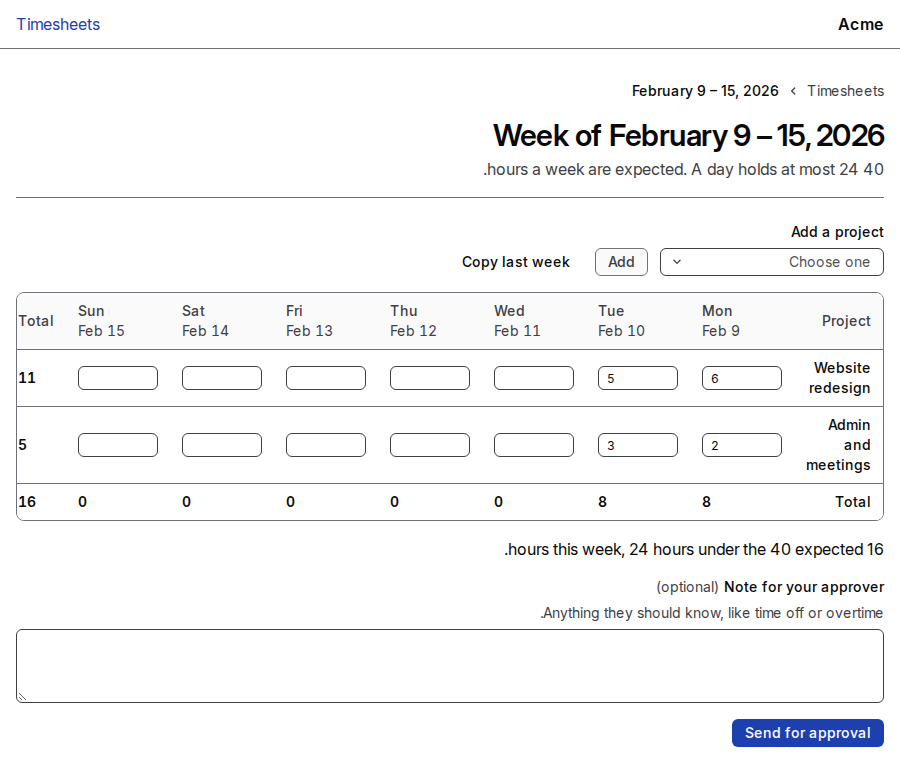 Acme
Timesheets
Timesheets › February 9 – 15, 2026
Week of February 9 – 15, 2026
.hours a week are expected. A day holds at most 24 40
Add a project
Choose one
Add
Copy last week
Project
Mon
Feb 9
Tue
Feb 10
Wed
Feb 11
Thu
Feb 12
Fri
Feb 13
Sat
Feb 14
Sun
Feb 15
Total
Website
redesign
6
5
11
Admin
and
meetings
2
3
5
Total
8
8
0
0
0
0
0
16
.hours this week, 24 hours under the 40 expected 16
Note for your approver (optional)
.Anything they should know, like time off or overtime
Send for approval